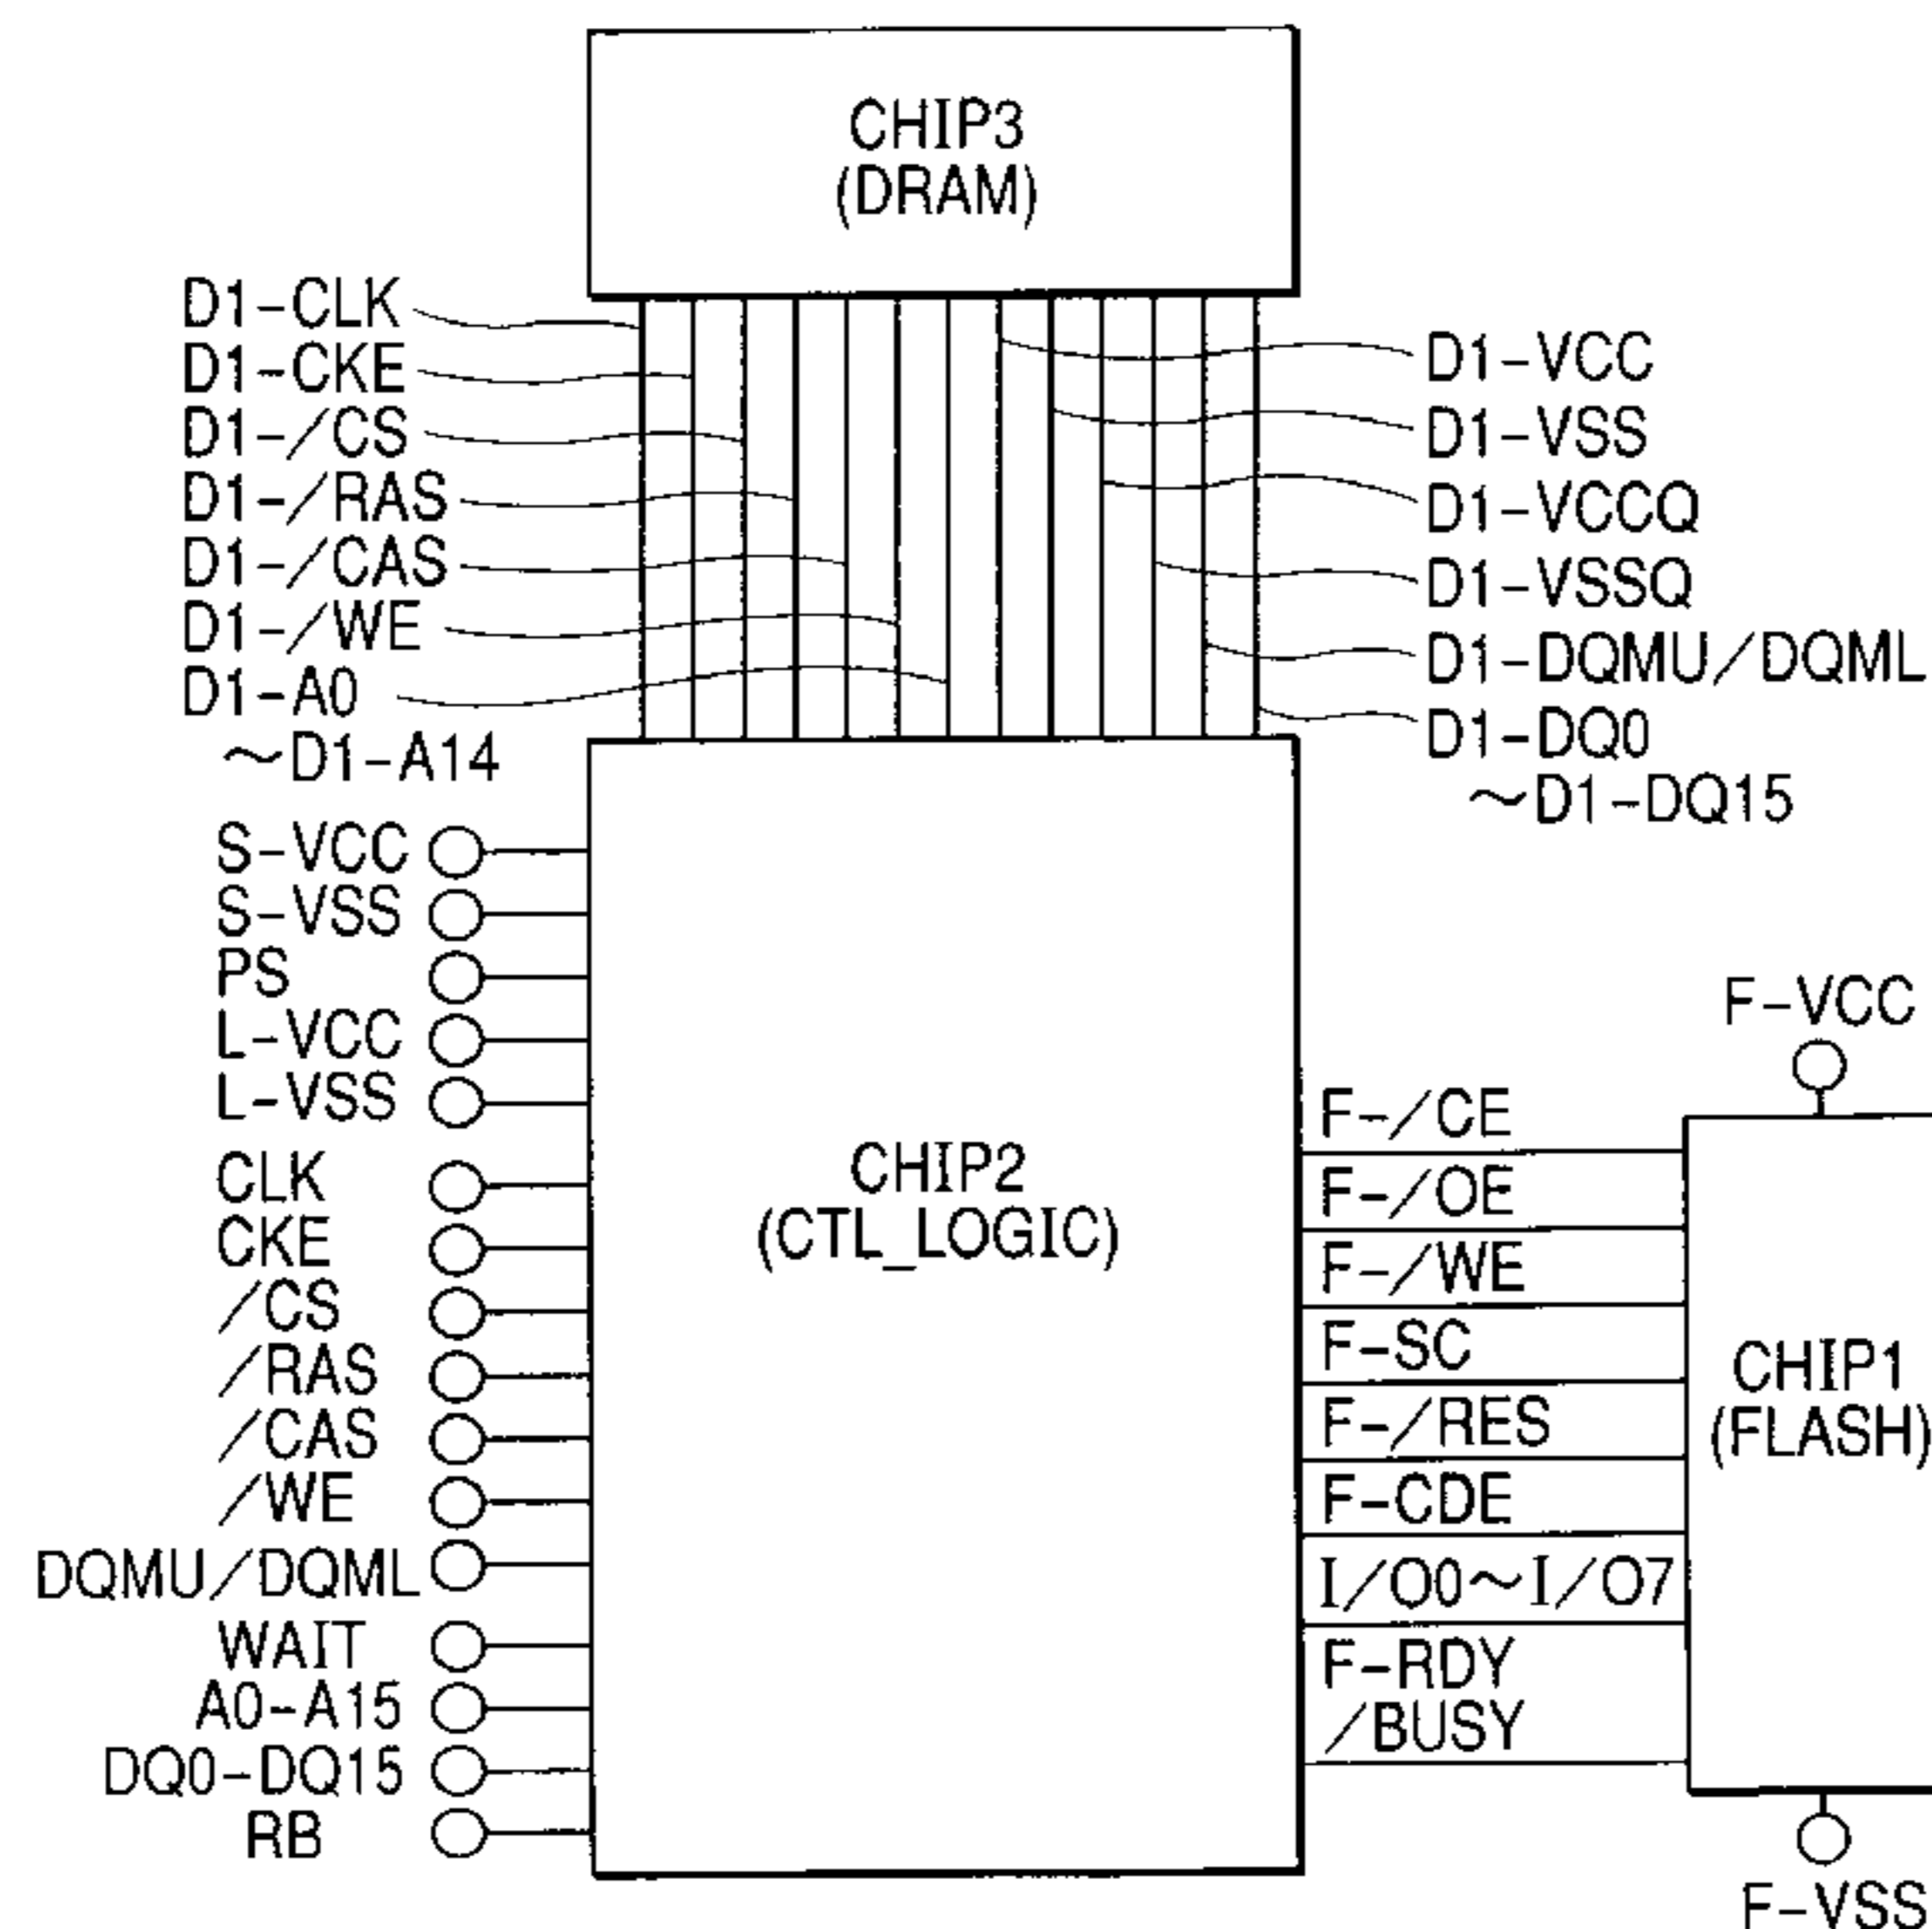 CHIP3
(DRAM)
D1-CLK
D1-CKE
D1-/CS
D1-/RAS
D1-/CAS
D1-/WE
D1-A0
~D1-A14
D1-VCC
D1-VSS
D1-VCCQ
D1-VSSQ
D1-DQMU/DQML
D1-DQ0
~D1-DQ15
S-VCC
S-VSS
PS
L-VCC
L-VSS
CLK
CKE
/CS
/RAS
/CAS
/WE
DQMU/DQML
WAIT
A0-A15
DQ0-DQ15
RB
CHIP2
(CTL_LOGIC)
F-/CE
F-/OE
F-/WE
F-SC
F-/RES
F-CDE
I/O0~I/O7
F-RDY
/BUSY
F-VCC
CHIP1
(FLASH)
F-VSS